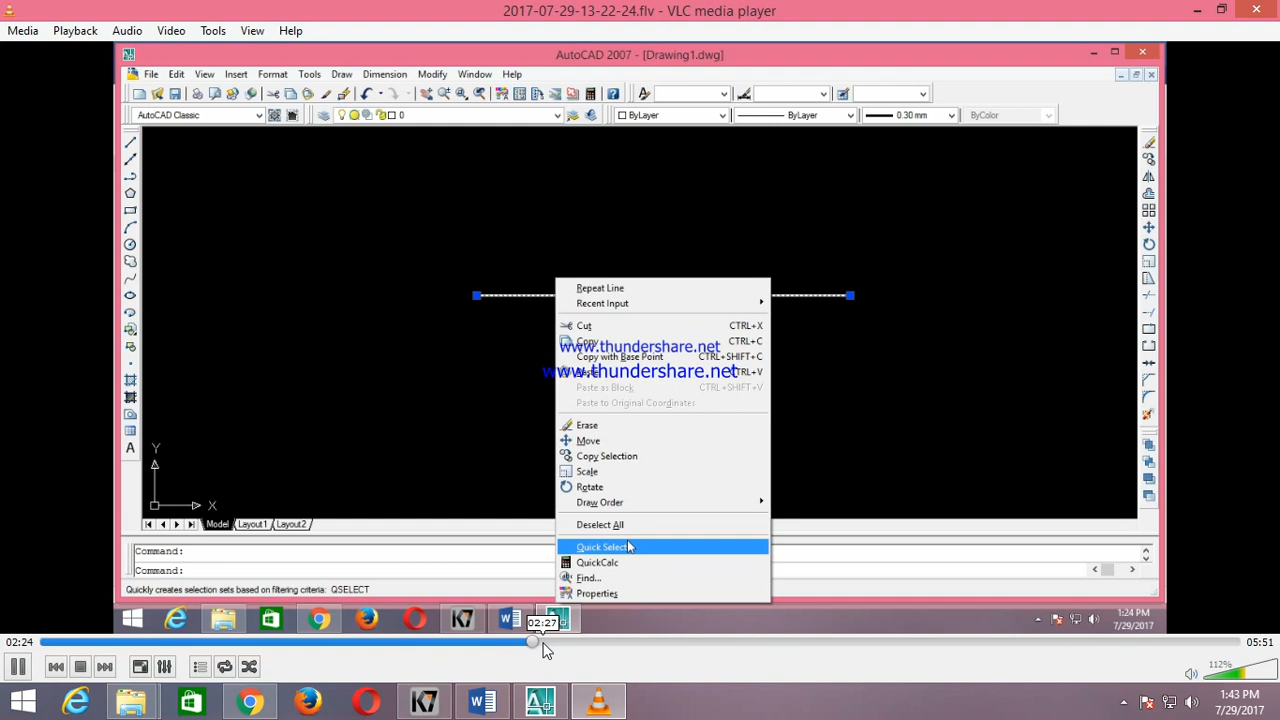 2017-07-29-13-22-24.flv - VLC media player
Media Playback Audio Video Tools View Help
AutoCAD 2007 - [Drawing1.dwg]
File Edit View Insert Format Tools Draw Dimension Modify Window Help
AutoCAD Classic 0 ByLayer ByLayer 0.30 mm ByColor
Repeat Line
Recent Input
Cut CTRL+X
Copy CTRL+C
www.thundershare.net
Copy with Base Point CTRL+SHIFT+C
www.thundershare.net CTRL+V
Paste as Block CTRL+SHIFT+V
Paste to Original Coordinates
Erase
Move
Copy Selection
Scale
Rotate
Draw Order
Deselect All
Quick Select
QuickCalc
Find...
Properties
A
Y
X
Model Layout1 Layout2
Command:
Command:
Quickly creates selection sets based on filtering criteria: QSELECT
1:24 PM
7/29/2017
02:27
02:24 05:51
112%
1:43 PM
7/29/2017